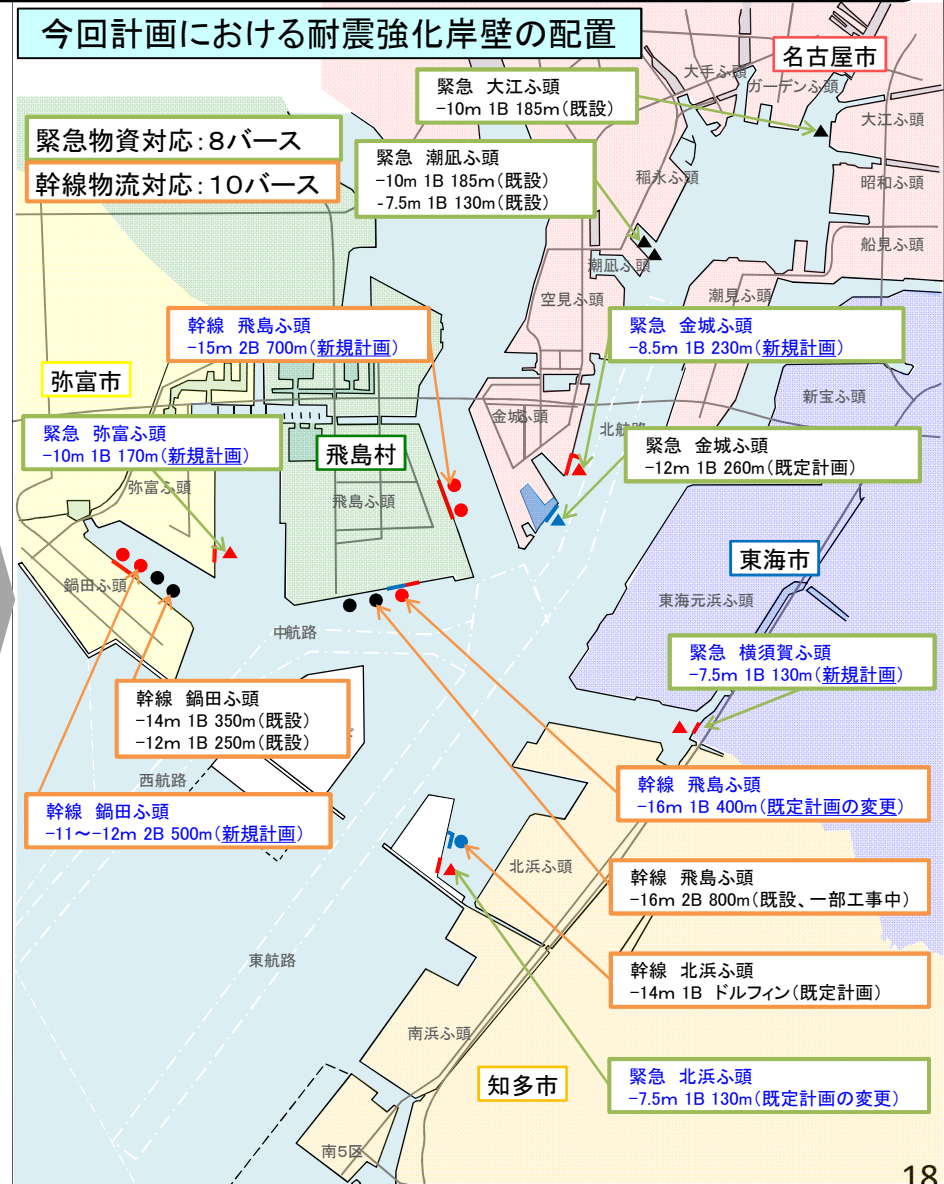 今回計画における耐震強化岸壁の配置
緊急物資対応:8バース
幹線物流対応:10バース
名古屋市
緊急 大江ふ頭
-10m 1B 185m(既設)
緊急 潮凪ふ頭
-10m 1B 185m(既設)
-7.5m 1B 130m(既設)
大手ふ頭
ガーデンふ頭
大江ふ頭
稲永ふ頭
昭和ふ頭
船見ふ頭
潮凪ふ頭
潮見ふ頭
空見ふ頭
幹線 飛島ふ頭
-15m 2B 700m(新規計画)
緊急 金城ふ頭
-8.5m 1B 230m(新規計画)
弥富市
新宝ふ頭
金城ふ頭
北航路
緊急 弥富ふ頭
-10m 1B 170m(新規計画)
飛島村
緊急 金城ふ頭
-12m 1B 260m(既定計画)
弥富ふ頭
飛島ふ頭
東海市
鍋田ふ頭
東海元浜ふ頭
中航路
緊急 横須賀ふ頭
-7.5m 1B 130m(新規計画)
幹線 鍋田ふ頭
-14m 1B 350m(既設)
-12m 1B 250m(既設)
西航路
幹線 飛島ふ頭
-16m 1B 400m(既定計画の変更)
幹線 鍋田ふ頭
-11~-12m 2B 500m(新規計画)
北浜ふ頭
幹線 飛島ふ頭
-16m 2B 800m(既設、一部工事中)
東航路
幹線 北浜ふ頭
-14m 1B ドルフィン(既定計画)
南浜ふ頭
知多市
緊急 北浜ふ頭
-7.5m 1B 130m(既定計画の変更)
南5区
18